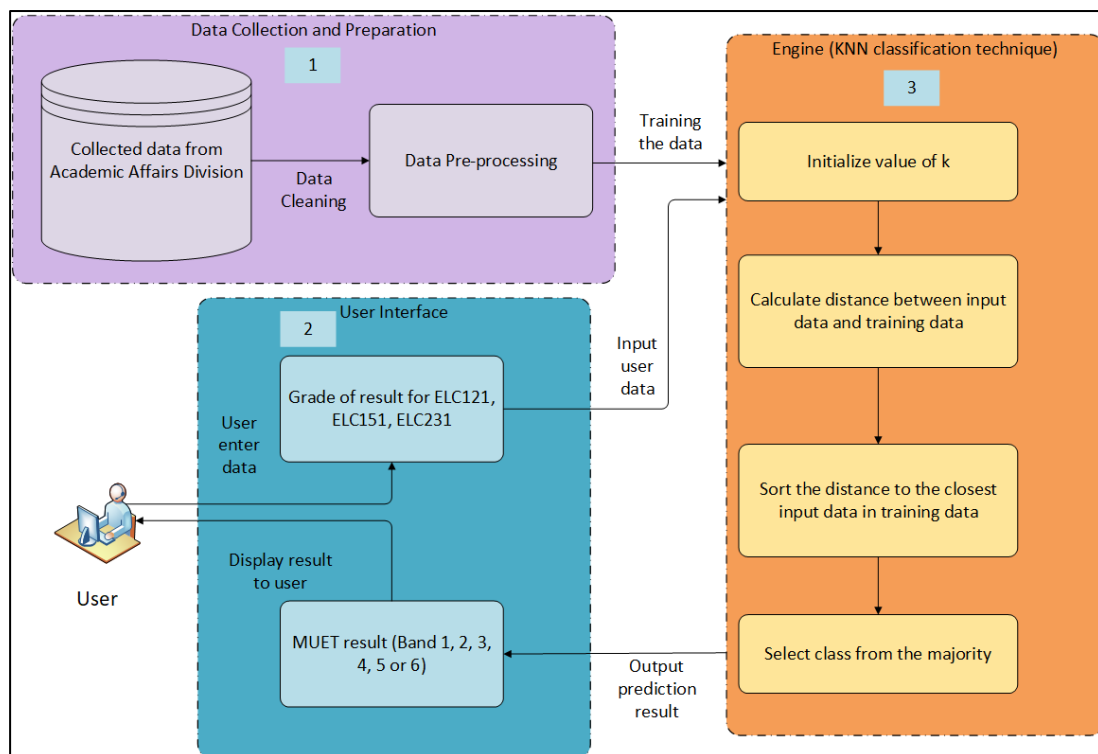 Data Collection and Preparation
1
Collected data from
Academic Affairs Division
Data
Cleaning
Data Pre-processing
Training
the data
Engine (KNN classification technique)
3
Initialize value of k
Calculate distance between input
data and training data
Sort the distance to the closest
input data in training data
Select class from the majority
User Interface
2
Grade of result for ELC121,
ELC151, ELC231
Input
user
data
User
enter
data
User
Display result
to user
MUET result (Band 1, 2, 3,
4, 5 or 6)
Output
prediction
result